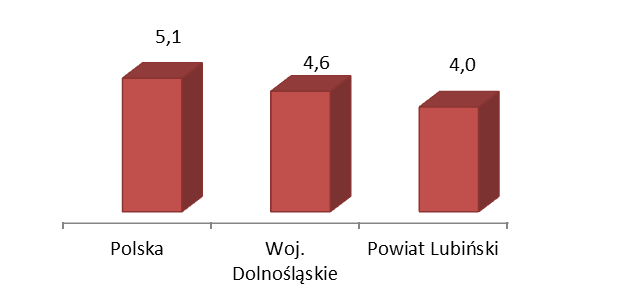 5,1
4,6
4,0
Polska
Woj.
Dolnośląskie
Powiat Lubiński